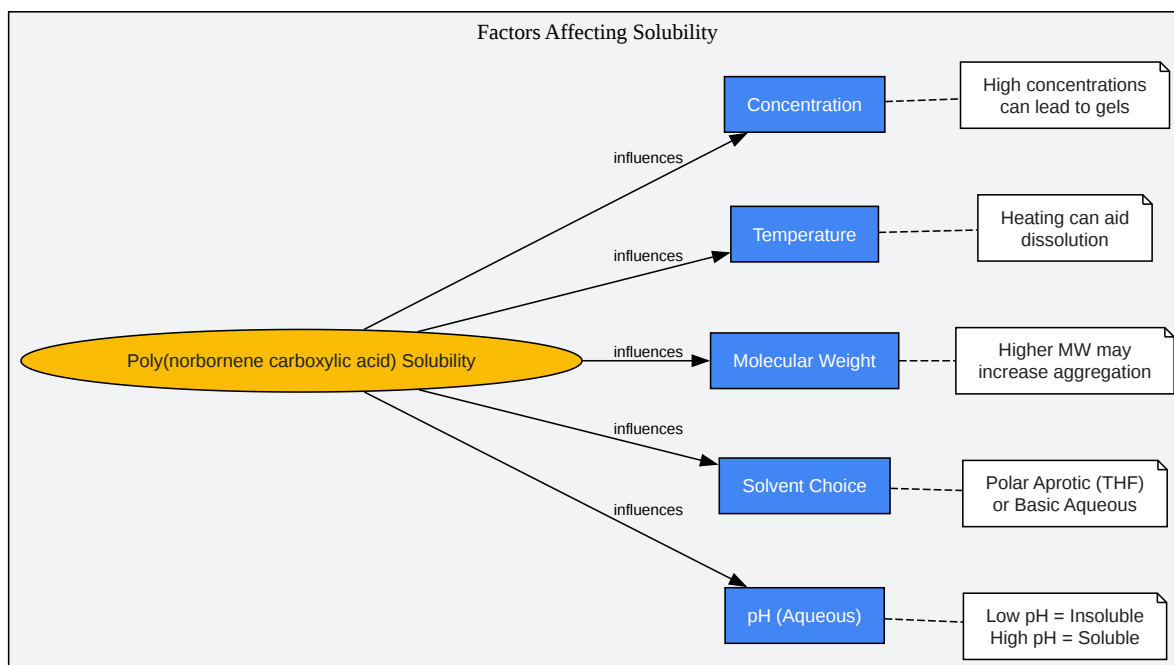 Factors Affecting Solubility
Concentration
High concentrations
can lead to gels
influences
Temperature
Heating can aid
dissolution
influences
Poly(norbornene carboxylic acid) Solubility
influences
Molecular Weight
Higher MW may
increase aggregation
influences
Solvent Choice
Polar Aprotic (THF)
or Basic Aqueous
influences
pH (Aqueous)
Low pH = Insoluble
High pH = Soluble